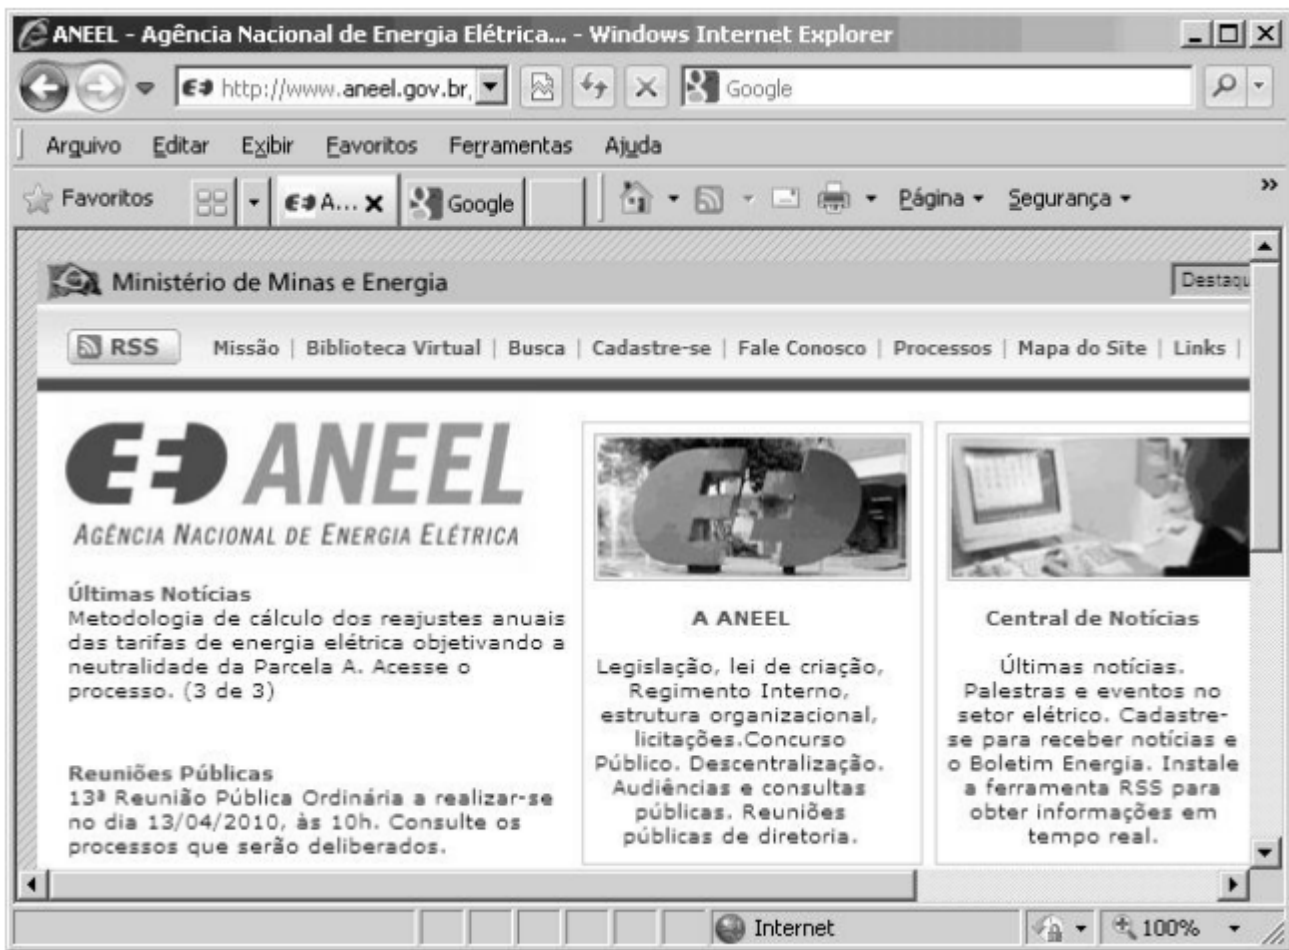 ANEEL - Agência Nacional de Energia Elétrica... - Windows Internet Explorer
http://www.aneel.gov.br,
Google
Arquivo Editar Exibir Favoritos Ferramentas Ajuda
Favoritos A... Google Página Segurança »
Ministério de Minas e Energia
Destaqu
RSS Missão | Biblioteca Virtual | Busca | Cadastre-se | Fale Conosco | Processos | Mapa do Site | Links |
ANEEL
AGÊNCIA NACIONAL DE ENERGIA ELÉTRICA
Últimas Notícias
Metodologia de cálculo dos reajustes anuais
das tarifas de energia elétrica objetivando a
neutralidade da Parcela A. Acesse o
processo. (3 de 3)
Reuniões Públicas
13ª Reunião Pública Ordinária a realizar-se
no dia 13/04/2010, às 10h. Consulte os
processos que serão deliberados.
A ANEEL
Legislação, lei de criação,
Regimento Interno,
estrutura organizacional,
licitações.Concurso
Público. Descentralização.
Audiências e consultas
públicas. Reuniões
públicas de diretoria.
Central de Notícias
Últimas notícias.
Palestras e eventos no
setor elétrico. Cadastre-
se para receber notícias e
o Boletim Energia. Instale
a ferramenta RSS para
obter informações em
tempo real.
Internet
100%